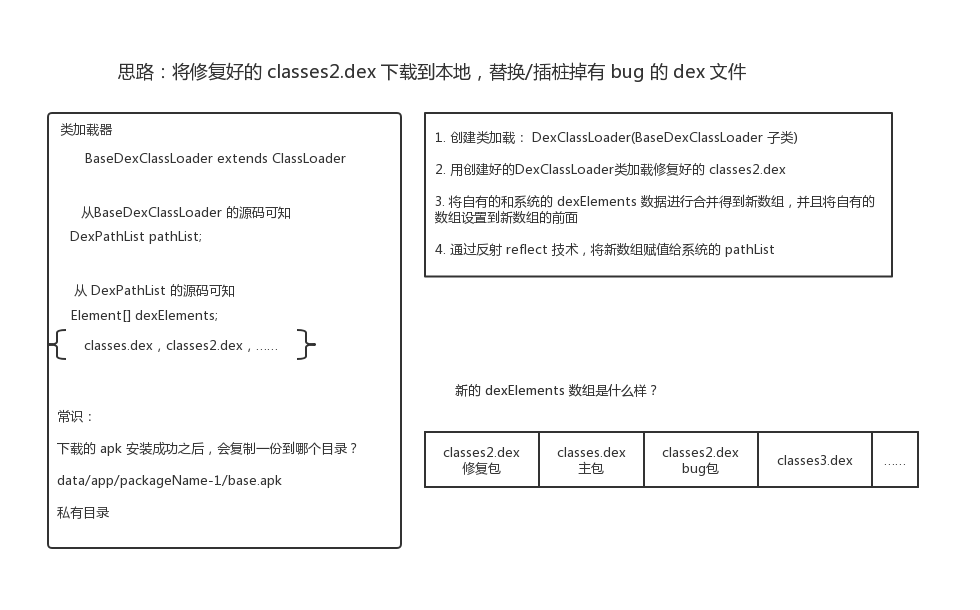 思路：将修复好的 classes2.dex 下载到本地，替换/插桩掉有 bug 的 dex 文件
类加载器
BaseDexClassLoader extends ClassLoader
从BaseDexClassLoader 的源码可知
DexPathList pathList;
从 DexPathList 的源码可知
Element[] dexElements;
classes.dex，classes2.dex，……
常识：
下载的 apk 安装成功之后，会复制一份到哪个目录？
data/app/packageName-1/base.apk
私有目录
1. 创建类加载： DexClassLoader(BaseDexClassLoader 子类)
2. 用创建好的DexClassLoader类加载修复好的 classes2.dex
3. 将自有的和系统的 dexElements 数据进行合并得到新数组，并且将自有的
数组设置到新数组的前面
4. 通过反射 reflect 技术，将新数组赋值给系统的 pathList
新的 dexElements 数组是什么样？
classes2.dex
修复包
classes.dex
主包
classes2.dex
bug包
classes3.dex
……